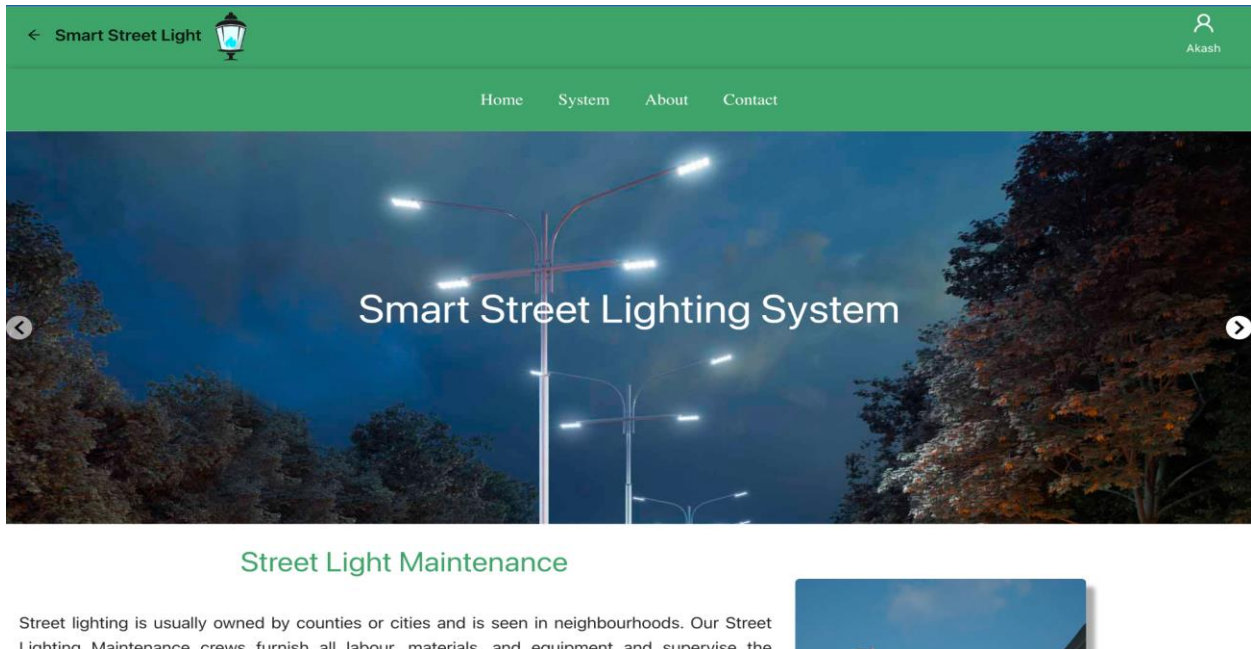 Smart Street Light
Akash
Home System About Contact
Smart Street Lighting System
Street Light Maintenance
Street lighting is usually owned by counties or cities and is seen in neighbourhoods. Our Street
Lighting Maintenance crews furnish all labour, materials, and equipment and supervise the